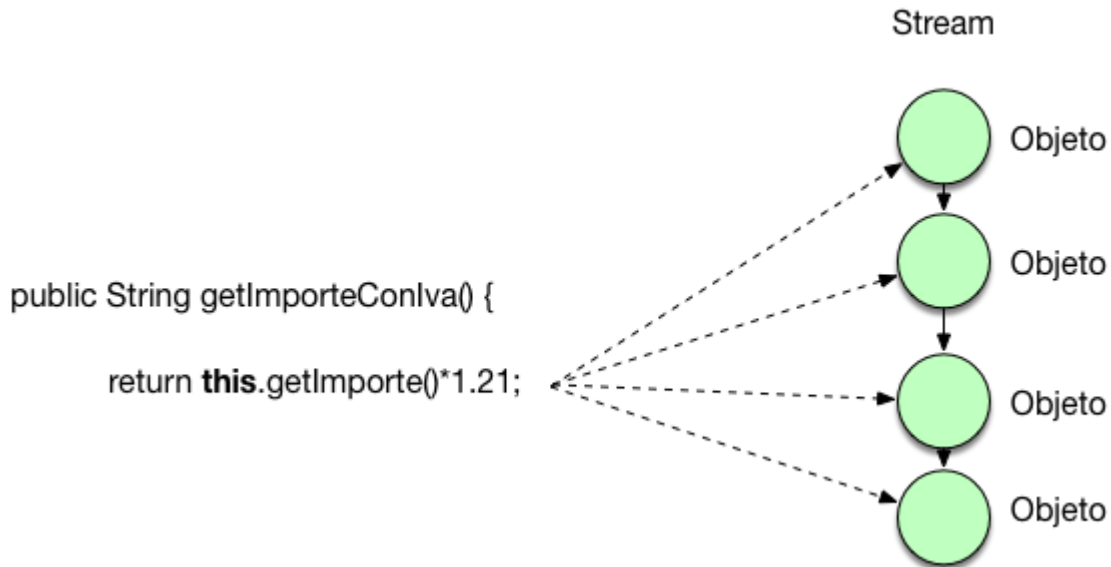 Stream
Objeto
Objeto
public String getImporteConIva() {
return this.getImporte()*1.21;
Objeto
Objeto